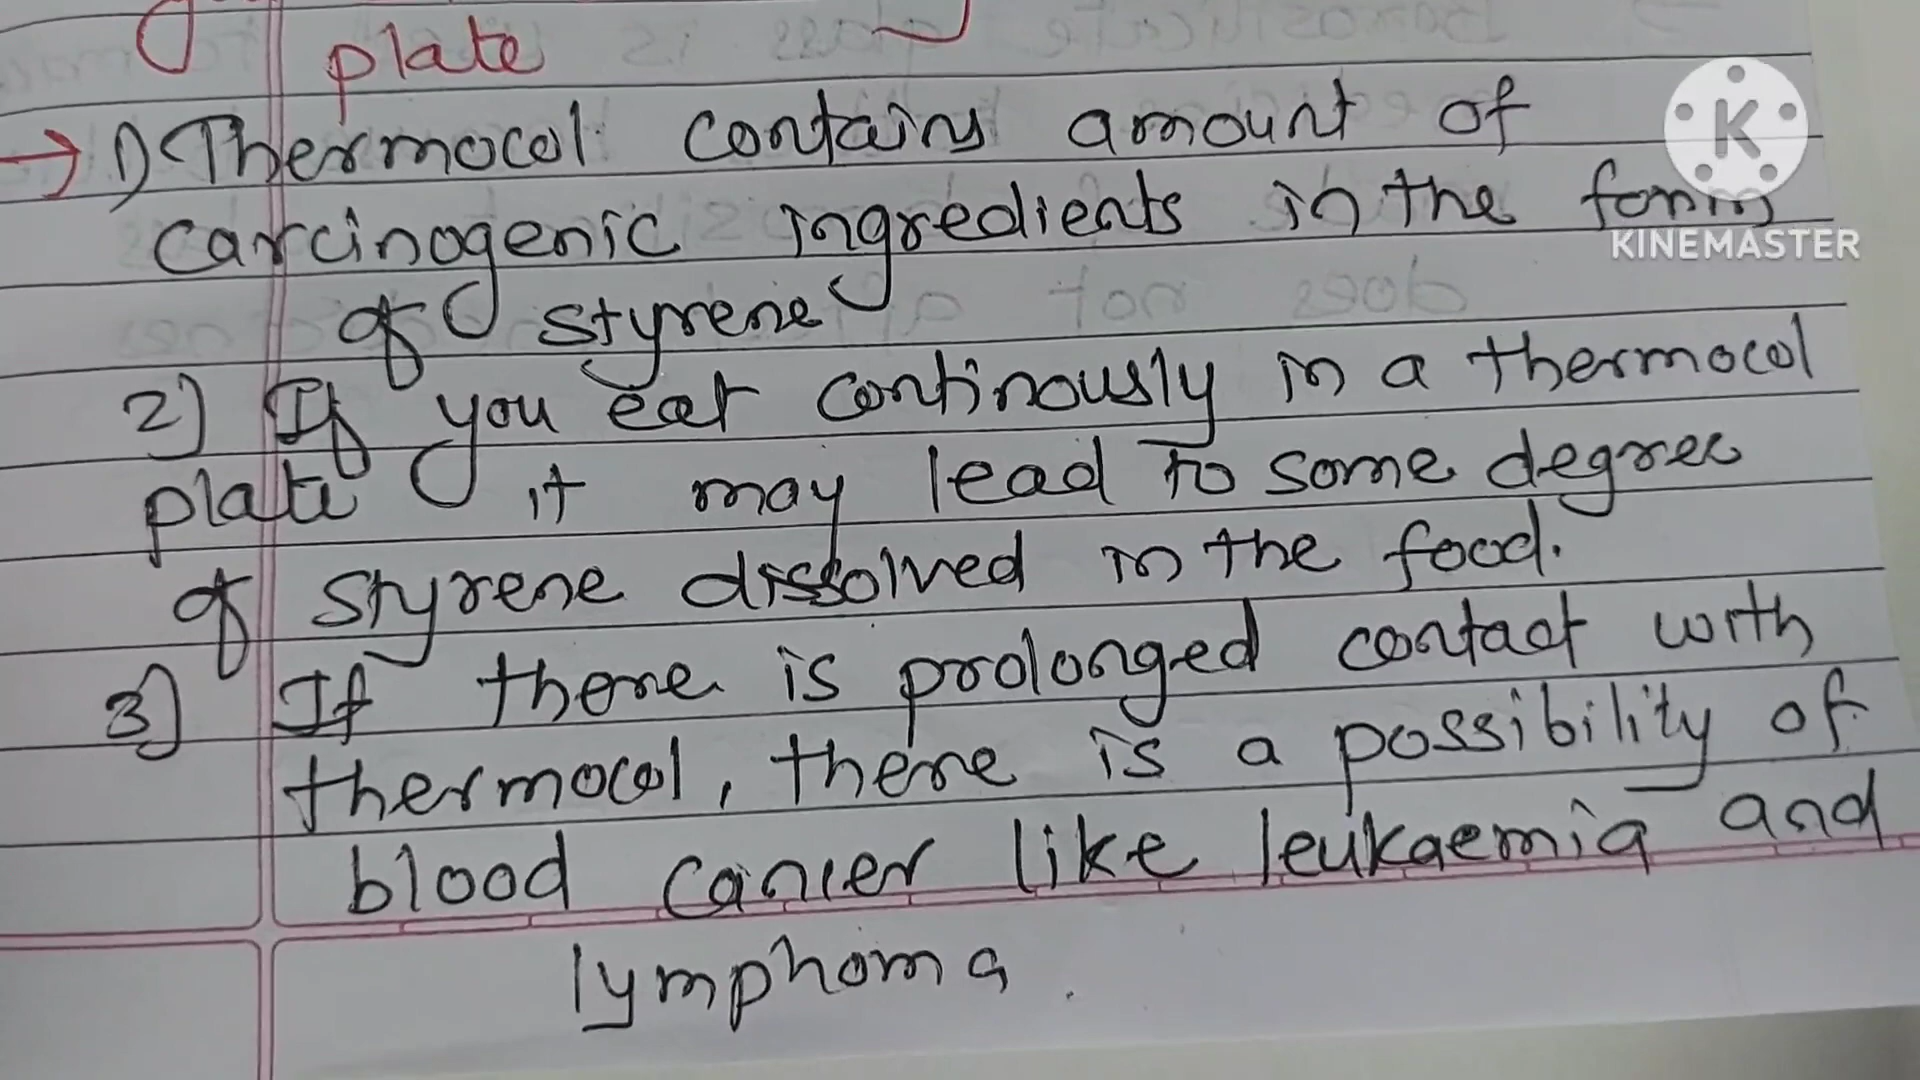 plate
→ 1) Thermocol contains amount of
carcinogenic ingredients in the form
of styrene
2) If you eat continously in a thermocol
plate it may lead to some degree
of styrene dissolved in the food.
3) If there is prolonged contact with
thermocol, there is a possibility of
blood cancer like leukaemia and
lymphoma.
K
KINEMASTER